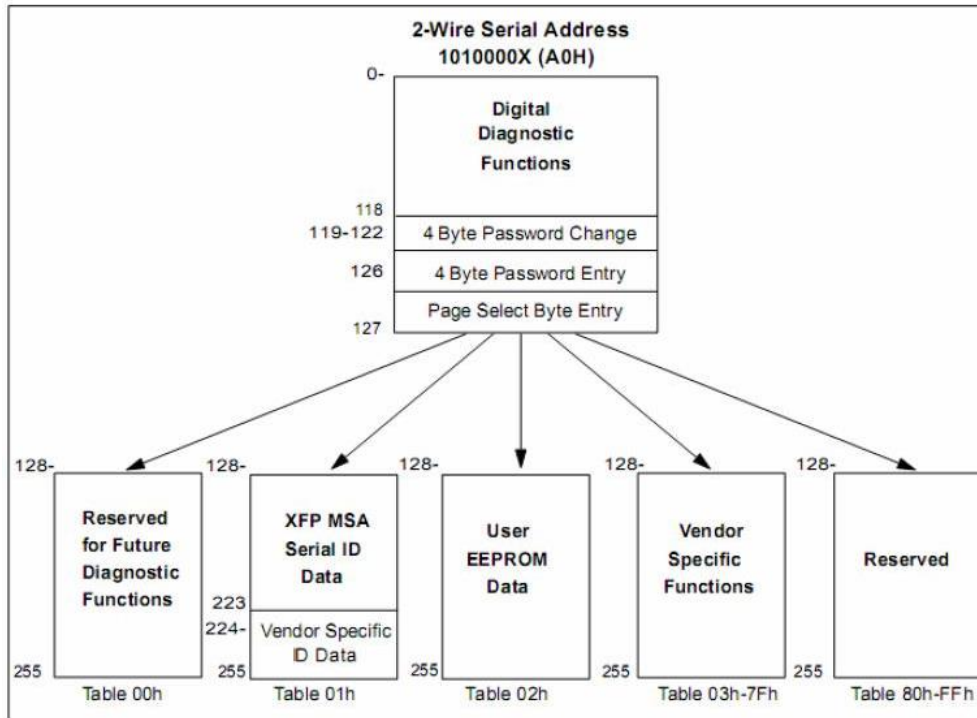 2-Wire Serial Address
1010000X (A0H)
0-
Digital
Diagnostic
Functions
118
119-122
4 Byte Password Change
126
4 Byte Password Entry
Page Select Byte Entry
127
128-
Reserved
for Future
Diagnostic
Functions
255
Table 00h
128-
XFP MSA
Serial ID
Data
223
224-
Vendor Specific
ID Data
255
Table 01h
128-
User
EEPROM
Data
255
Table 02h
128-
Vendor
Specific
Functions
255
Table 03h-7Fh
128-
Reserved
255
Table 80h-FFh